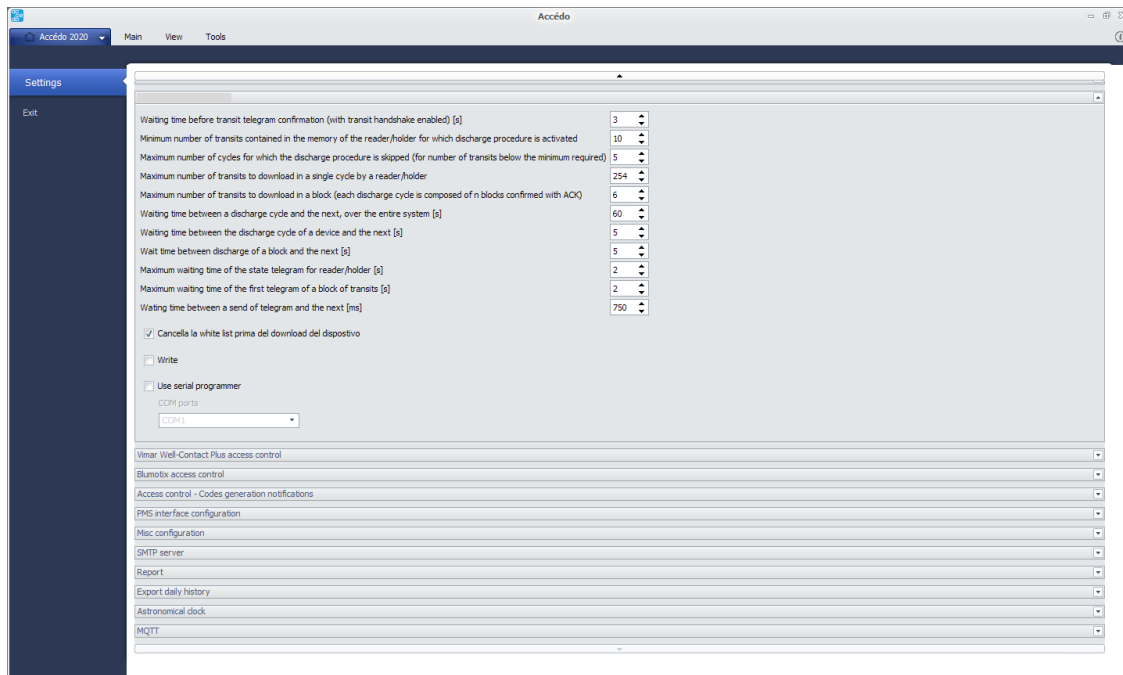 Accédo
Accédo 2020 Main View Tools
Settings
Exit
Waiting time before transit telegram confirmation (with transit handshake enabled) [s] 3
Minimum number of transits contained in the memory of the reader/holder for which discharge procedure is activated 10
Maximum number of cycles for which the discharge procedure is skipped (for number of transits below the minimum required) 5
Maximum number of transits to download in a single cycle by a reader/holder 254
Maximum number of transits to download in a block (each discharge cycle is composed of n blocks confirmed with ACK) 6
Waiting time between a discharge cycle and the next, over the entire system [s] 60
Waiting time between the discharge cycle of a device and the next [s] 5
Wait time between discharge of a block and the next [s] 5
Maximum waiting time of the state telegram for reader/holder [s] 2
Maximum waiting time of the first telegram of a block of transits [s] 2
Wating time between a send of telegram and the next [ms] 750
Cancella la white list prima del download del dispostivo
Write
Use serial programmer
COM ports
COM1
Vimar Well-Contact Plus access control
Blumotix access control
Access control - Codes generation notifications
PMS interface configuration
Misc configuration
SMTP server
Report
Export daily history
Astronomical clock
MQTT